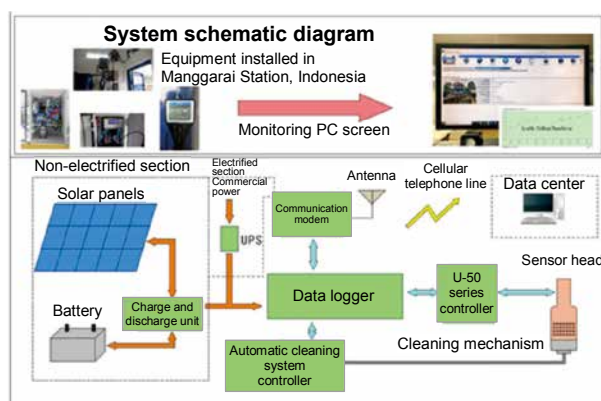 System schematic diagram
Equipment installed in
Manggarai Station, Indonesia
Monitoring PC screen
Non-electrified section
Solar panels
Battery
Charge and
discharge unit
Electrified
section
Commercial
power
UPS
Communication
modem
Antenna
Cellular
telephone line
Data center
Data logger
U-50
series
controller
Sensor head
Cleaning mechanism
Automatic cleaning
system
controller